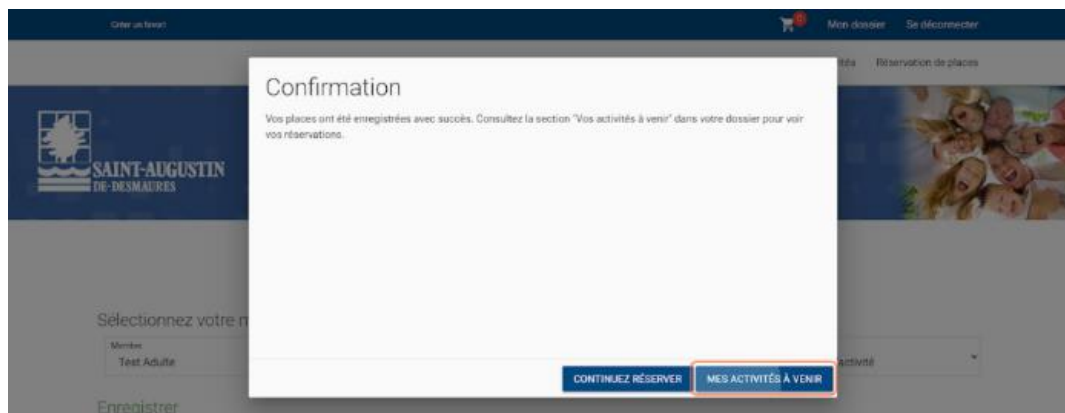 Créer un favori
0
Mon dossier
Se déconnecter
Réservation de places
Confirmation
Vos places ont été enregistrées avec succès. Consultez la section "Vos activités à venir" dans votre dossier pour voir
vos réservations.
SAINT-AUGUSTIN
DE-DESMAURES
Sélectionnez votre
Membre
Test Adulte
activité
CONTINUEZ RÉSERVER
MES ACTIVITÉS À VENIR
Enregistrer